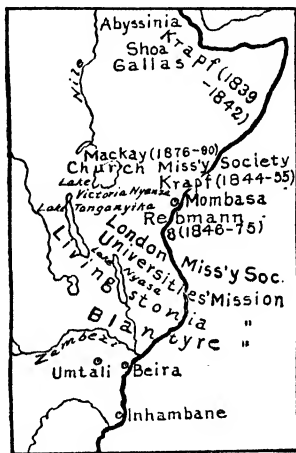 Abyssinia
Krapf (1839
-1842)
Shoa
Gallas
Nile
Mackay (1876-90)
Church Miss'y Society
Krapf (1844-55)
Lake
Victoria Nyanza
Mombasa
Lake
Tanganyika
Rebmann
(1846-75)
London Miss'y Soc.
Universities' Mission
Lake
Nyasa
Livingstonia "
Blantyre "
Zambezi
Umtali
Beira
Inhambane